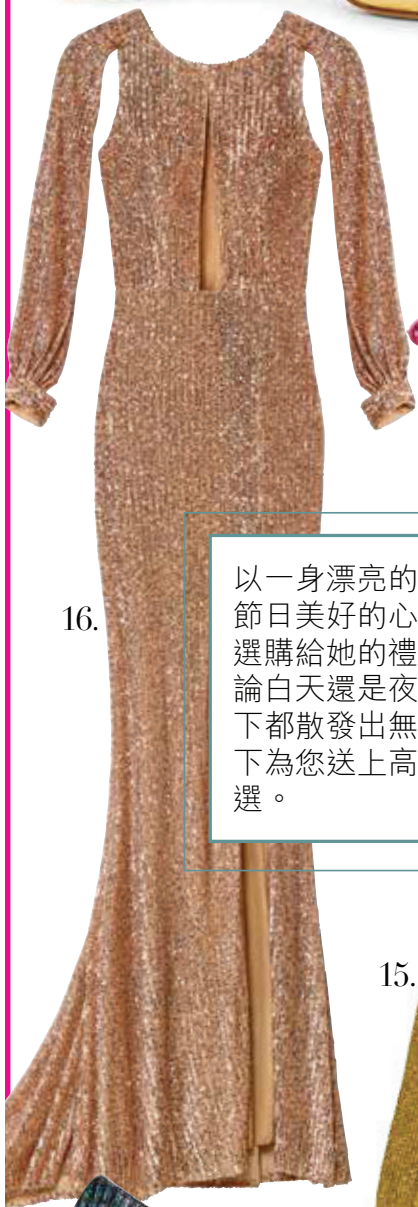 16.
以一身漂亮的
節日美好的心
選購給她的禮
論白天還是夜
下都散發出無
下為您送上高
選。
15.